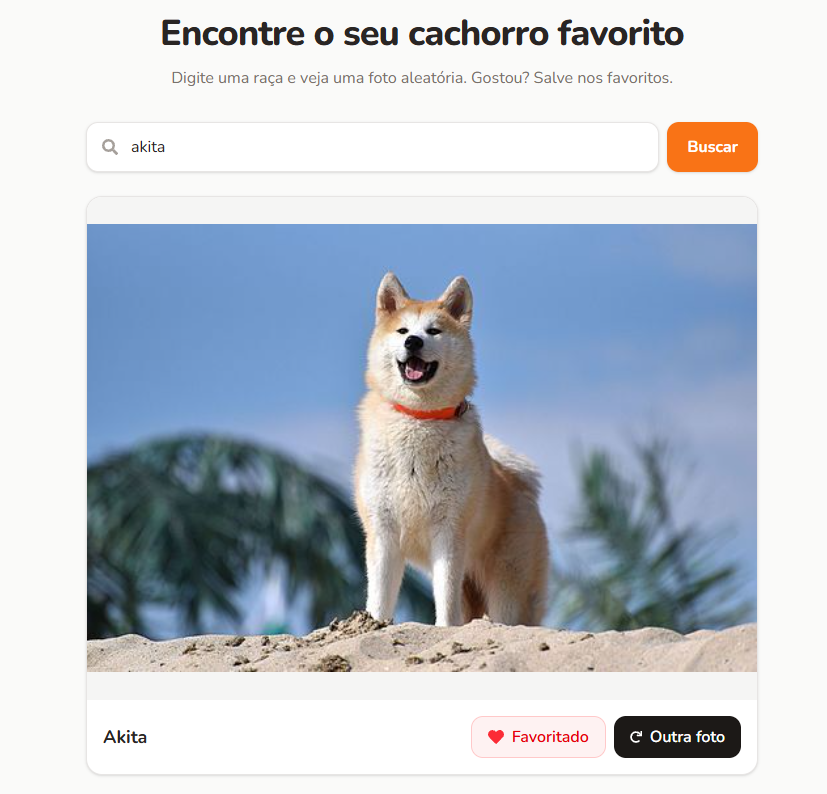 Encontre o seu cachorro favorito
Digite uma raça e veja uma foto aleatória. Gostou? Salve nos favoritos.
akita
Buscar
Akita
Favoritado
Outra foto